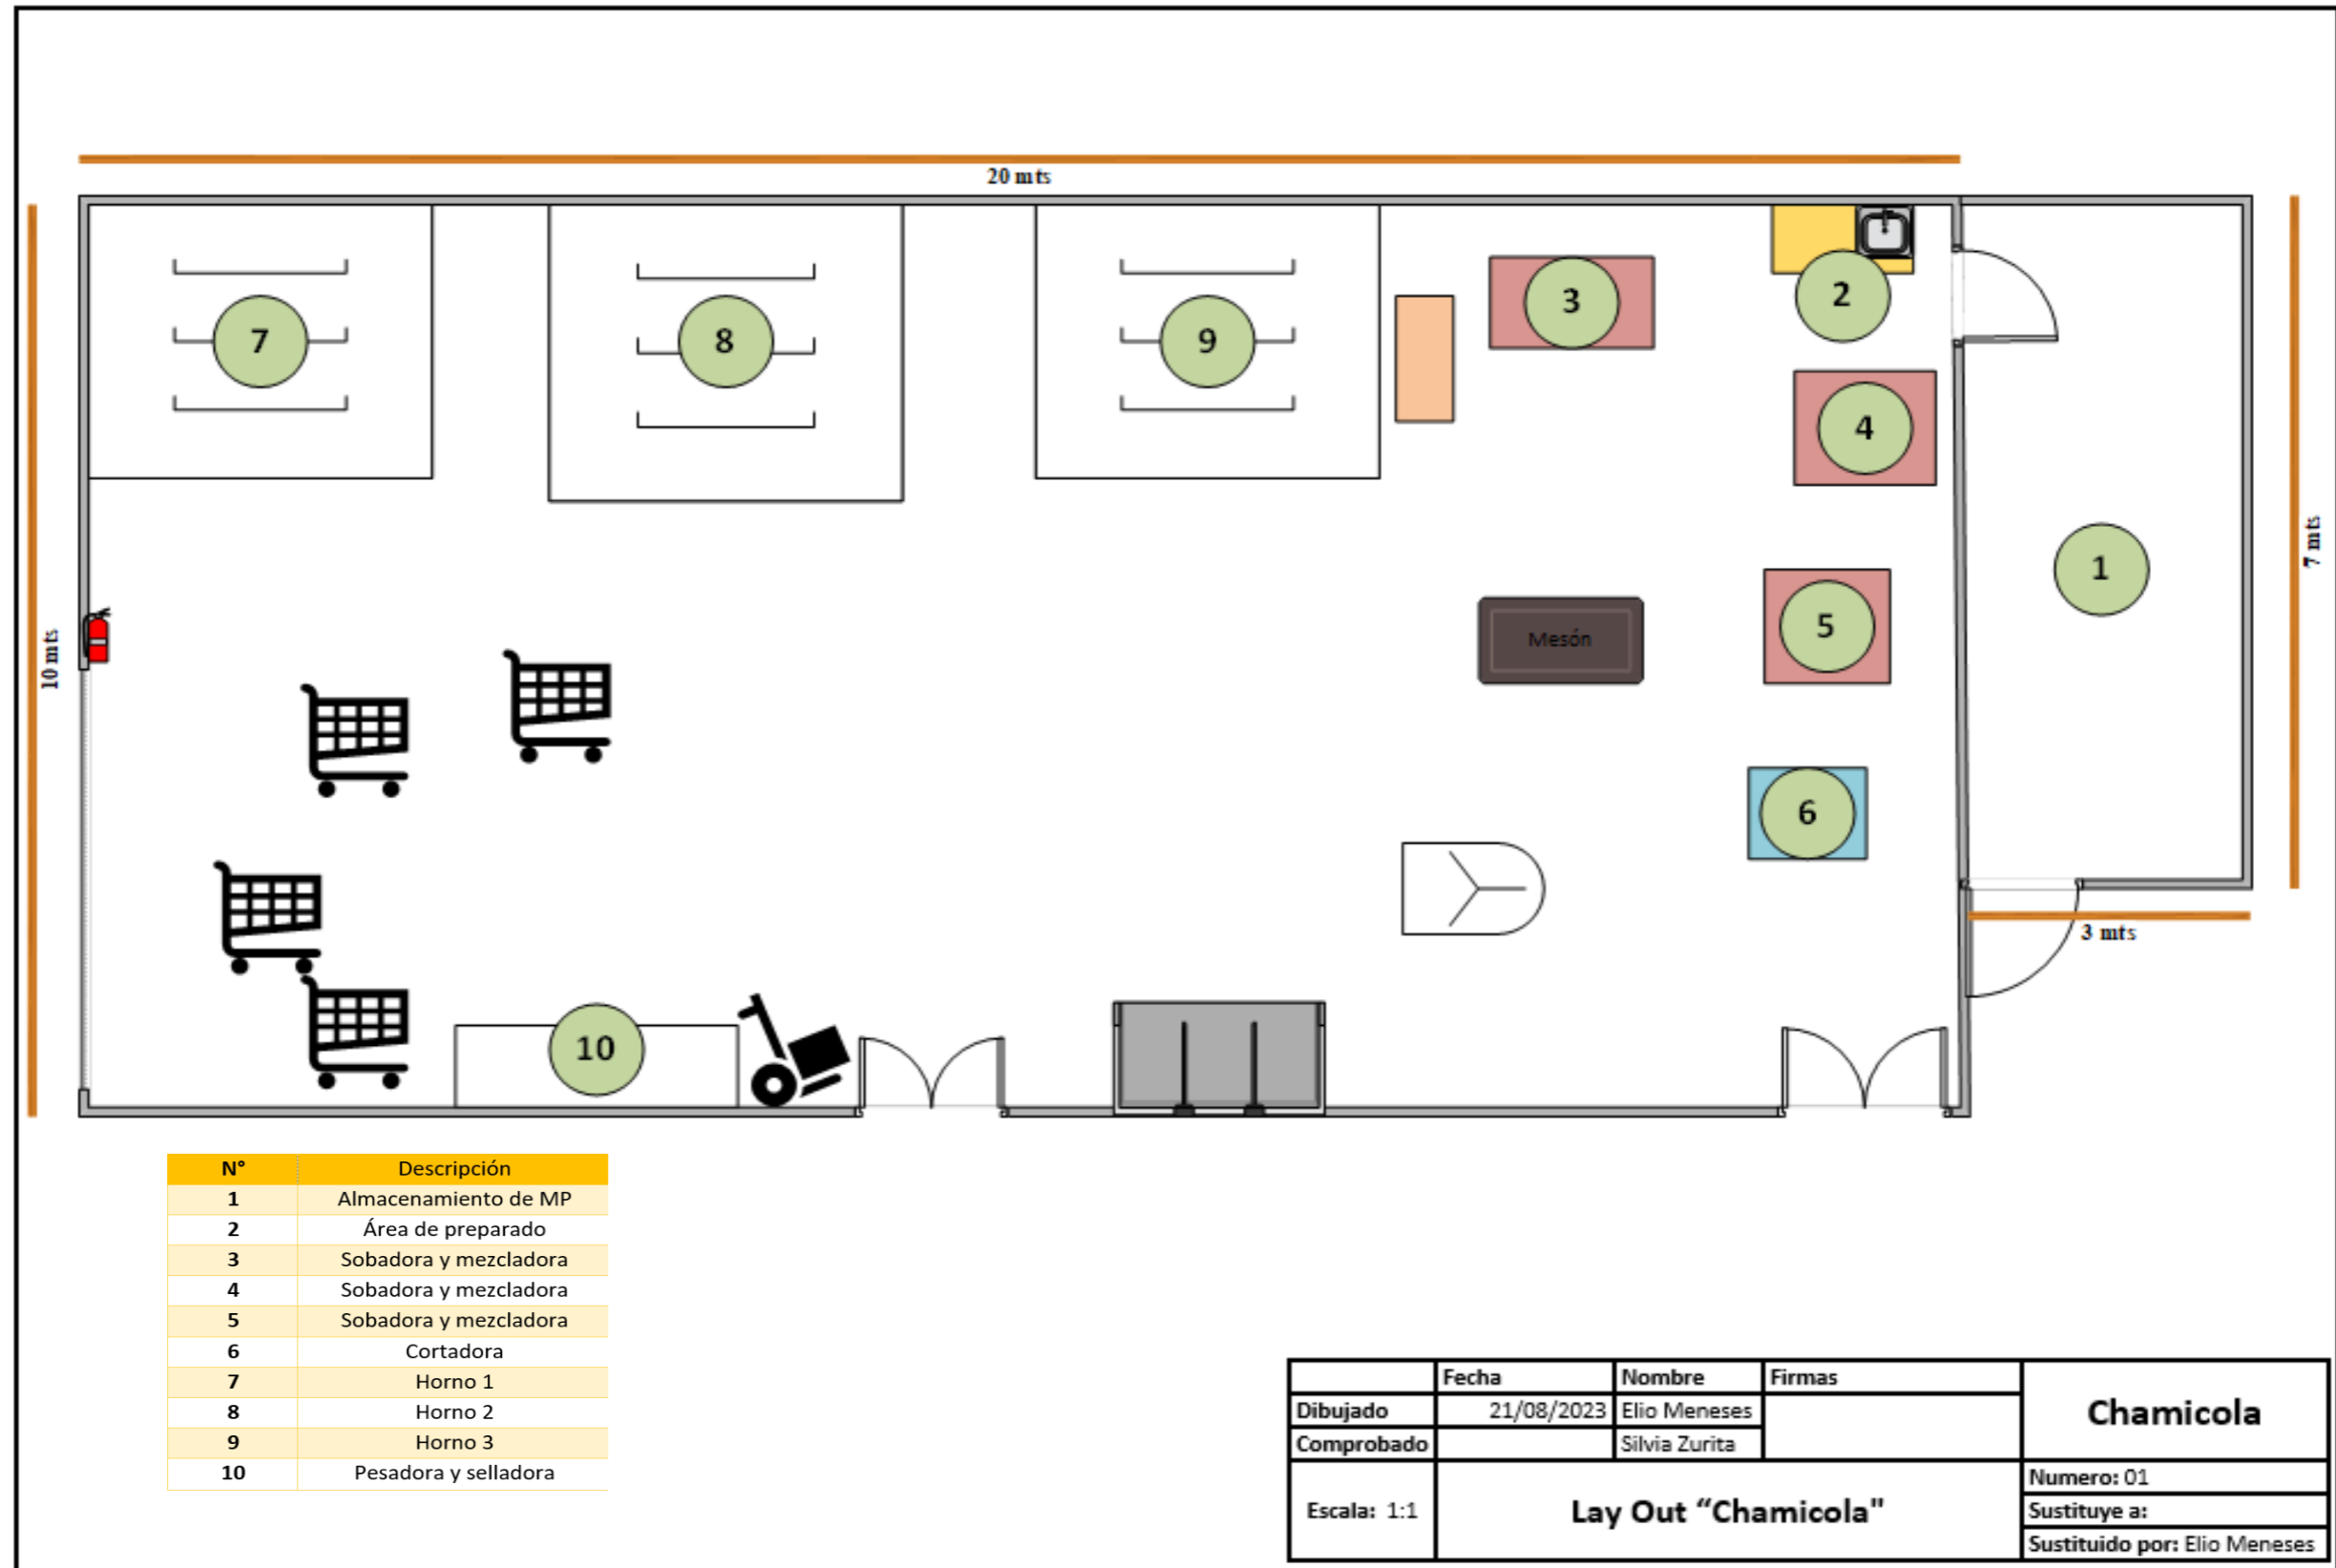 20 mts
7
8
9
3
2
4
1
7 mts
10 mts
Mesón
5
6
3 mts
10
N° Descripción
1 Almacenamiento de MP
2 Área de preparado
3 Sobadora y mezcladora
4 Sobadora y mezcladora
5 Sobadora y mezcladora
6 Cortadora
7 Horno 1
8 Horno 2
9 Horno 3
10 Pesadora y selladora
Fecha Nombre Firmas
Chamicola
Dibujado 21/08/2023 Elio Meneses
Comprobado Silvia Zurita
Escala: 1:1
Lay Out “Chamicola"
Numero: 01
Sustituye a:
Sustituido por: Elio Meneses